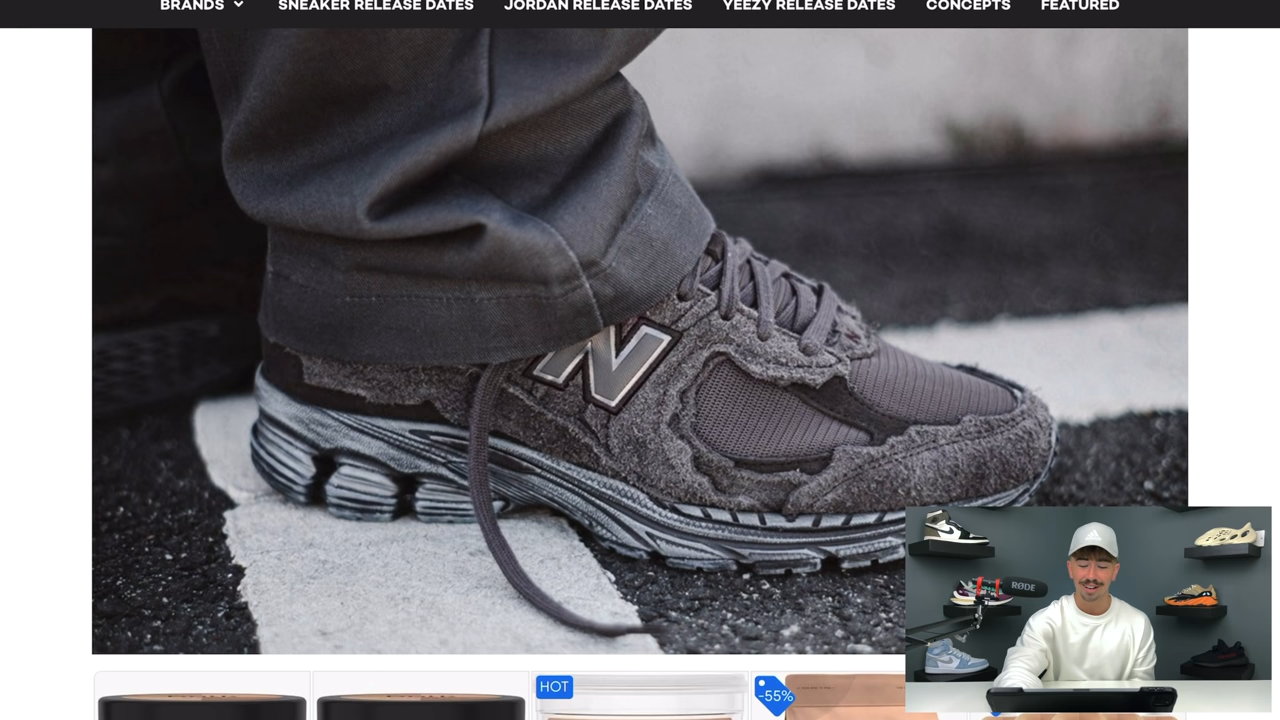 BRANDS
SNEAKER RELEASE DATES
JORDAN RELEASE DATES
YEEZY RELEASE DATES
CONCEPTS
FEATURED
N
RØDE
HOT
-55%